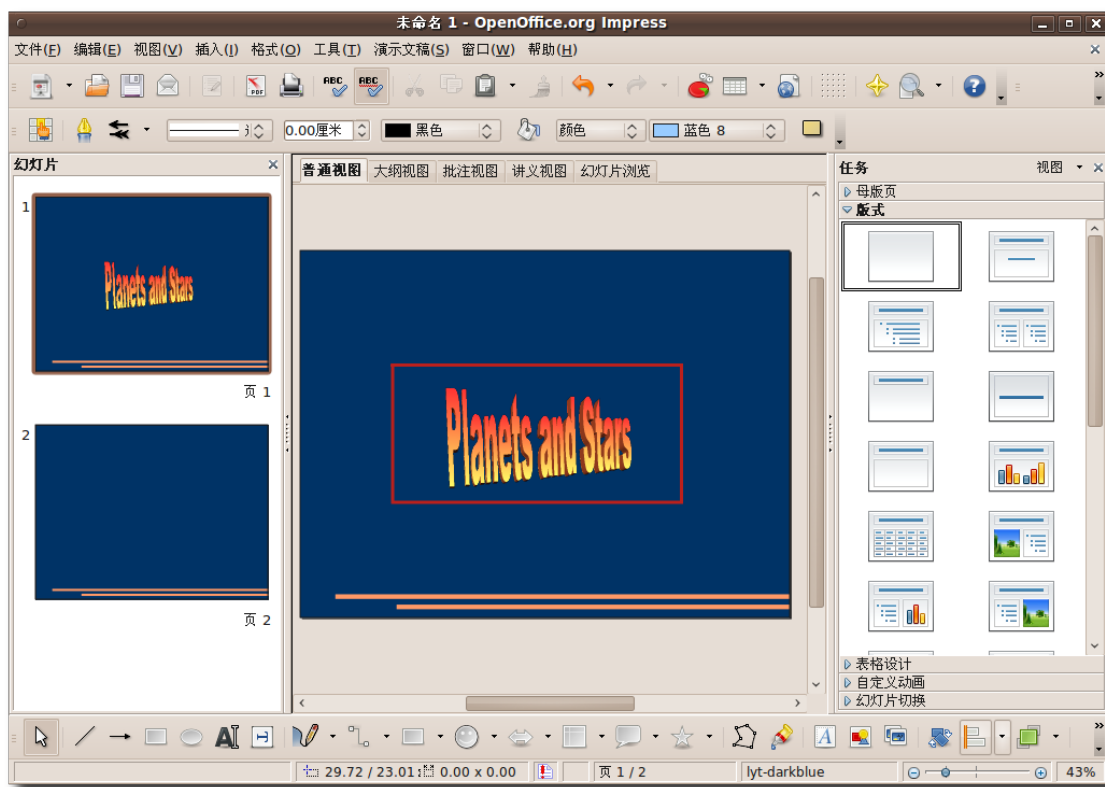 未命名 1 - OpenOffice.org Impress
文件(F) 编辑(E) 视图(V) 插入(I) 格式(O) 工具(T) 演示文稿(S) 窗口(W) 帮助(H)
PDF ABC ABC
0.00厘米 黑色 颜色 蓝色 8
幻灯片
1
Planets and Stars
页 1
2
页 2
普通视图 大纲视图 批注视图 讲义视图 幻灯片浏览
Planets and Stars
任务 视图
母版页
版式
表格设计
自定义动画
幻灯片切换
29.72 / 23.01 0.00 x 0.00 页 1 / 2 lyt-darkblue 43%